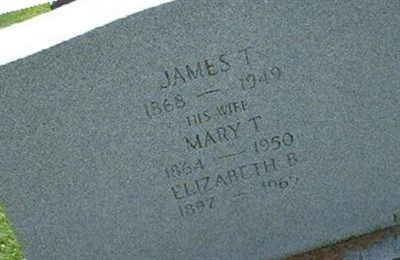 JAMES T
1868 — 1949
HIS WIFE
MARY T
1864 — 1950
ELIZABETH B
1897 — 1965